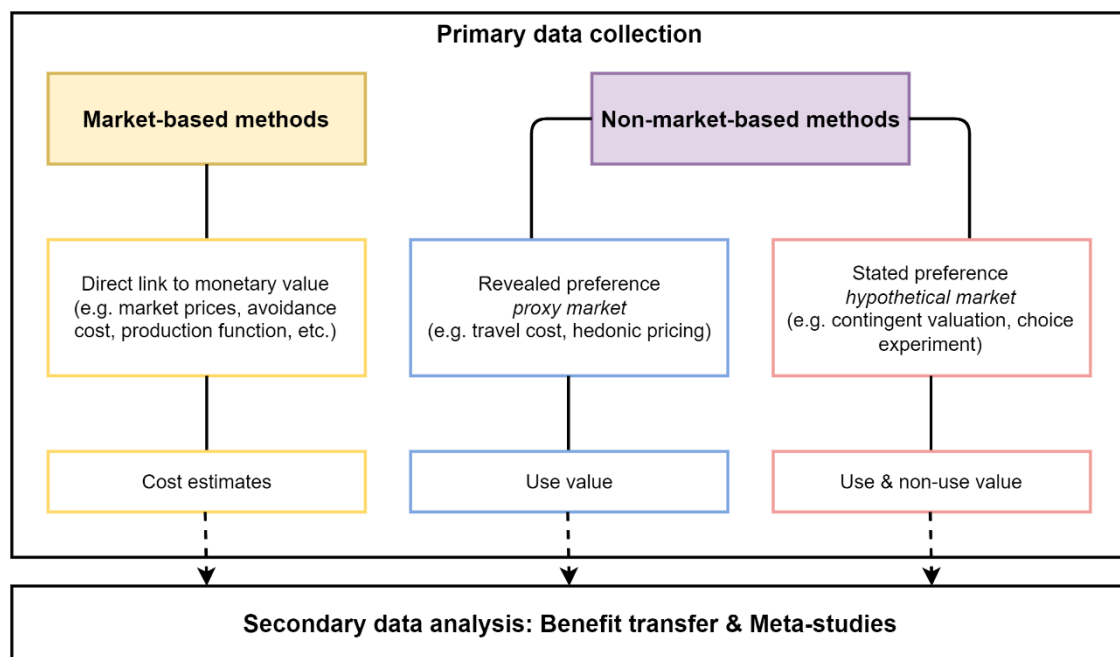 Primary data collection
Market-based methods
Non-market-based methods
Direct link to monetary value
(e.g. market prices, avoidance
cost, production function, etc.)
Revealed preference
proxy market
(e.g. travel cost, hedonic pricing)
Stated preference
hypothetical market
(e.g. contingent valuation, choice
experiment)
Cost estimates
Use value
Use & non-use value
Secondary data analysis: Benefit transfer & Meta-studies